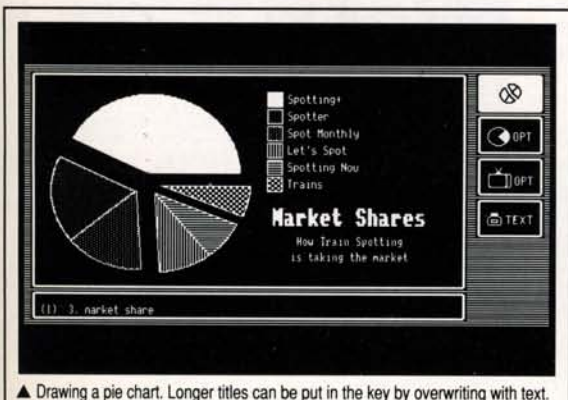 Spotting+
Spotter
Spot Monthly
Let's Spot
Spotting Now
Trains
Market Shares
How Train Spotting
is taking the market
OPT
OPT
TEXT
(1) 3. market share
▲ Drawing a pie chart. Longer titles can be put in the key by overwriting with text.